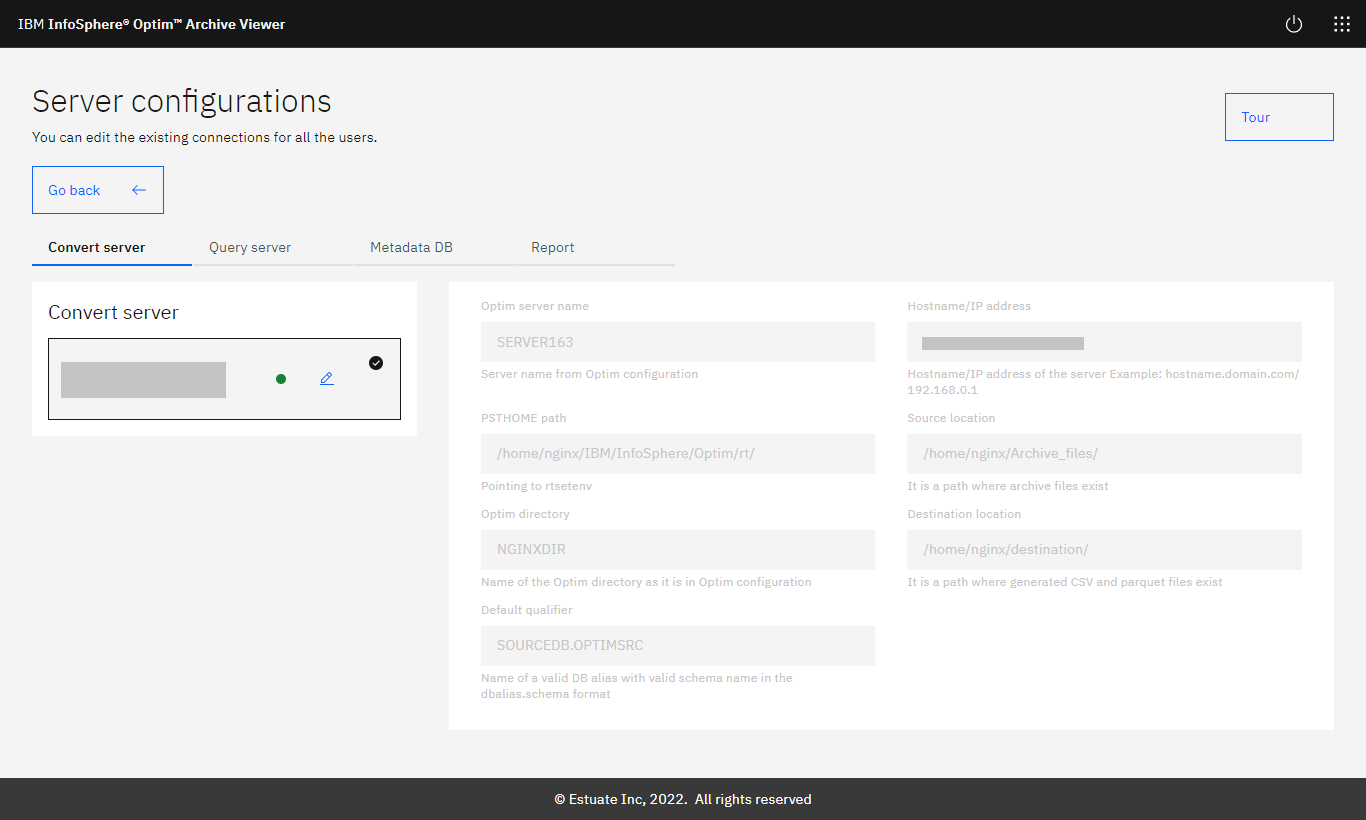 IBM InfoSphere® Optim™ Archive Viewer
Server configurations
You can edit the existing connections for all the users.
Tour
Go back
Convert server
Query server
Metadata DB
Report
Convert server
Optim server name
SERVER163
Server name from Optim configuration
Hostname/IP address
Hostname/IP address of the server Example: hostname.domain.com/
192.168.0.1
PSTHOME path
/home/nginx/IBM/InfoSphere/Optim/rt/
Pointing to rtsetenv
Source location
/home/nginx/Archive_files/
It is a path where archive files exist
Optim directory
NGINXDIR
Name of the Optim directory as it is in Optim configuration
Destination location
/home/nginx/destination/
It is a path where generated CSV and parquet files exist
Default qualifier
SOURCEDB.OPTIMSRC
Name of a valid DB alias with valid schema name in the
dbalias.schema format
© Estuate Inc, 2022. All rights reserved